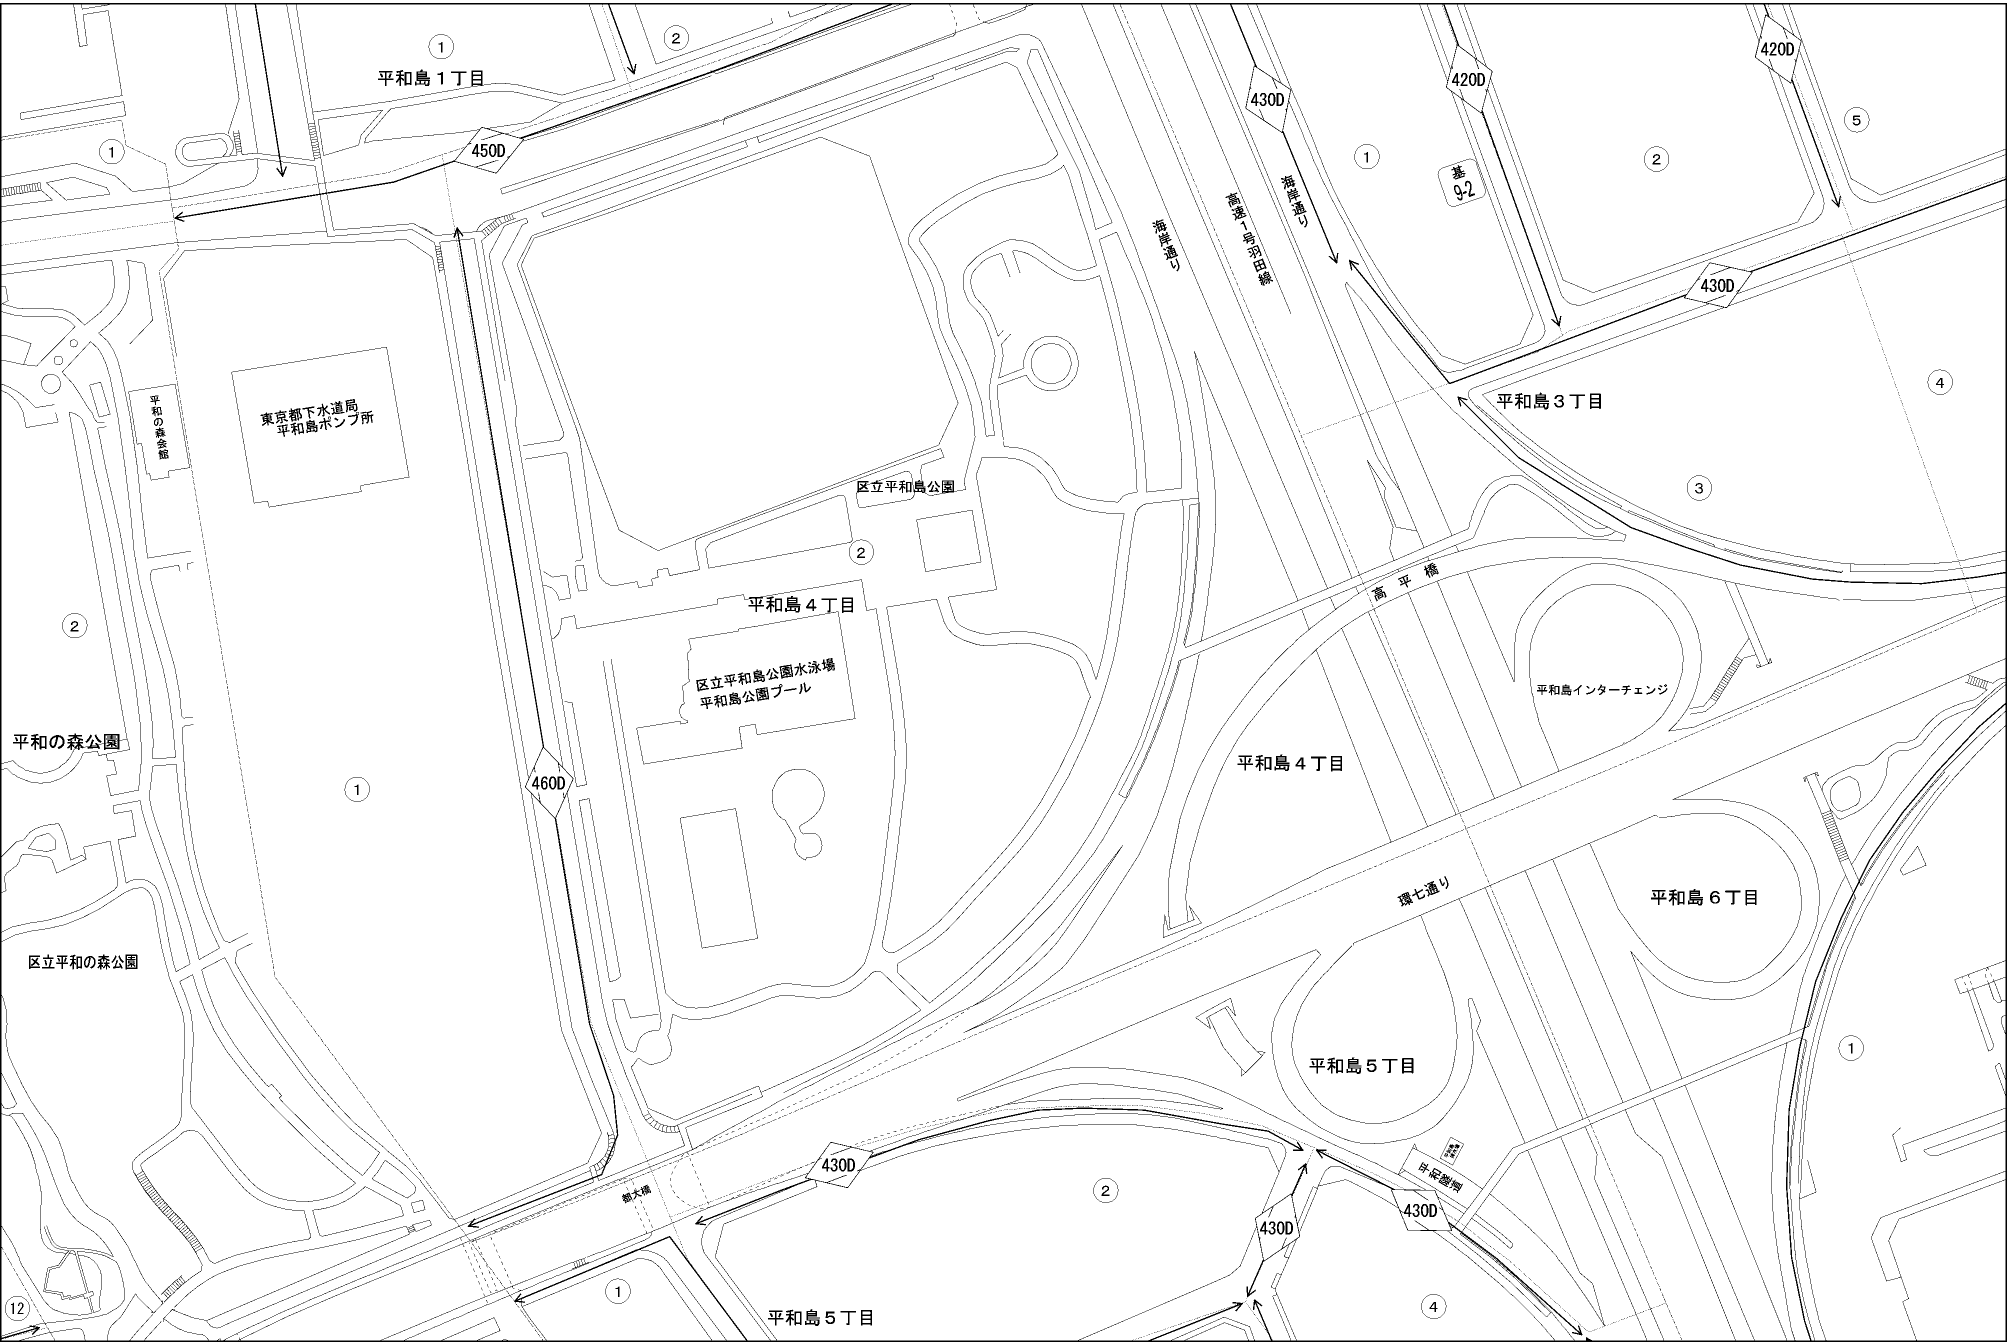 ①
平和島１丁目
②
420D
420D
430D
450D
⑤
①
①
②
基
9-2
海岸通り
高速１号羽田線
海岸通り
430D
④
平和島３丁目
平和の森会館
東京都下水道局
平和島ポンプ所
区立平和島公園
③
②
高平橋
平和島４丁目
②
区立平和島公園水泳場
平和島公園プール
平和島インターチェンジ
平和の森公園
平和島４丁目
460D
①
環七通り
平和島６丁目
区立平和の森公園
平和島５丁目
①
430D
平和隧道
②
都大橋
430D
430D
①
④
平和島５丁目
⑫